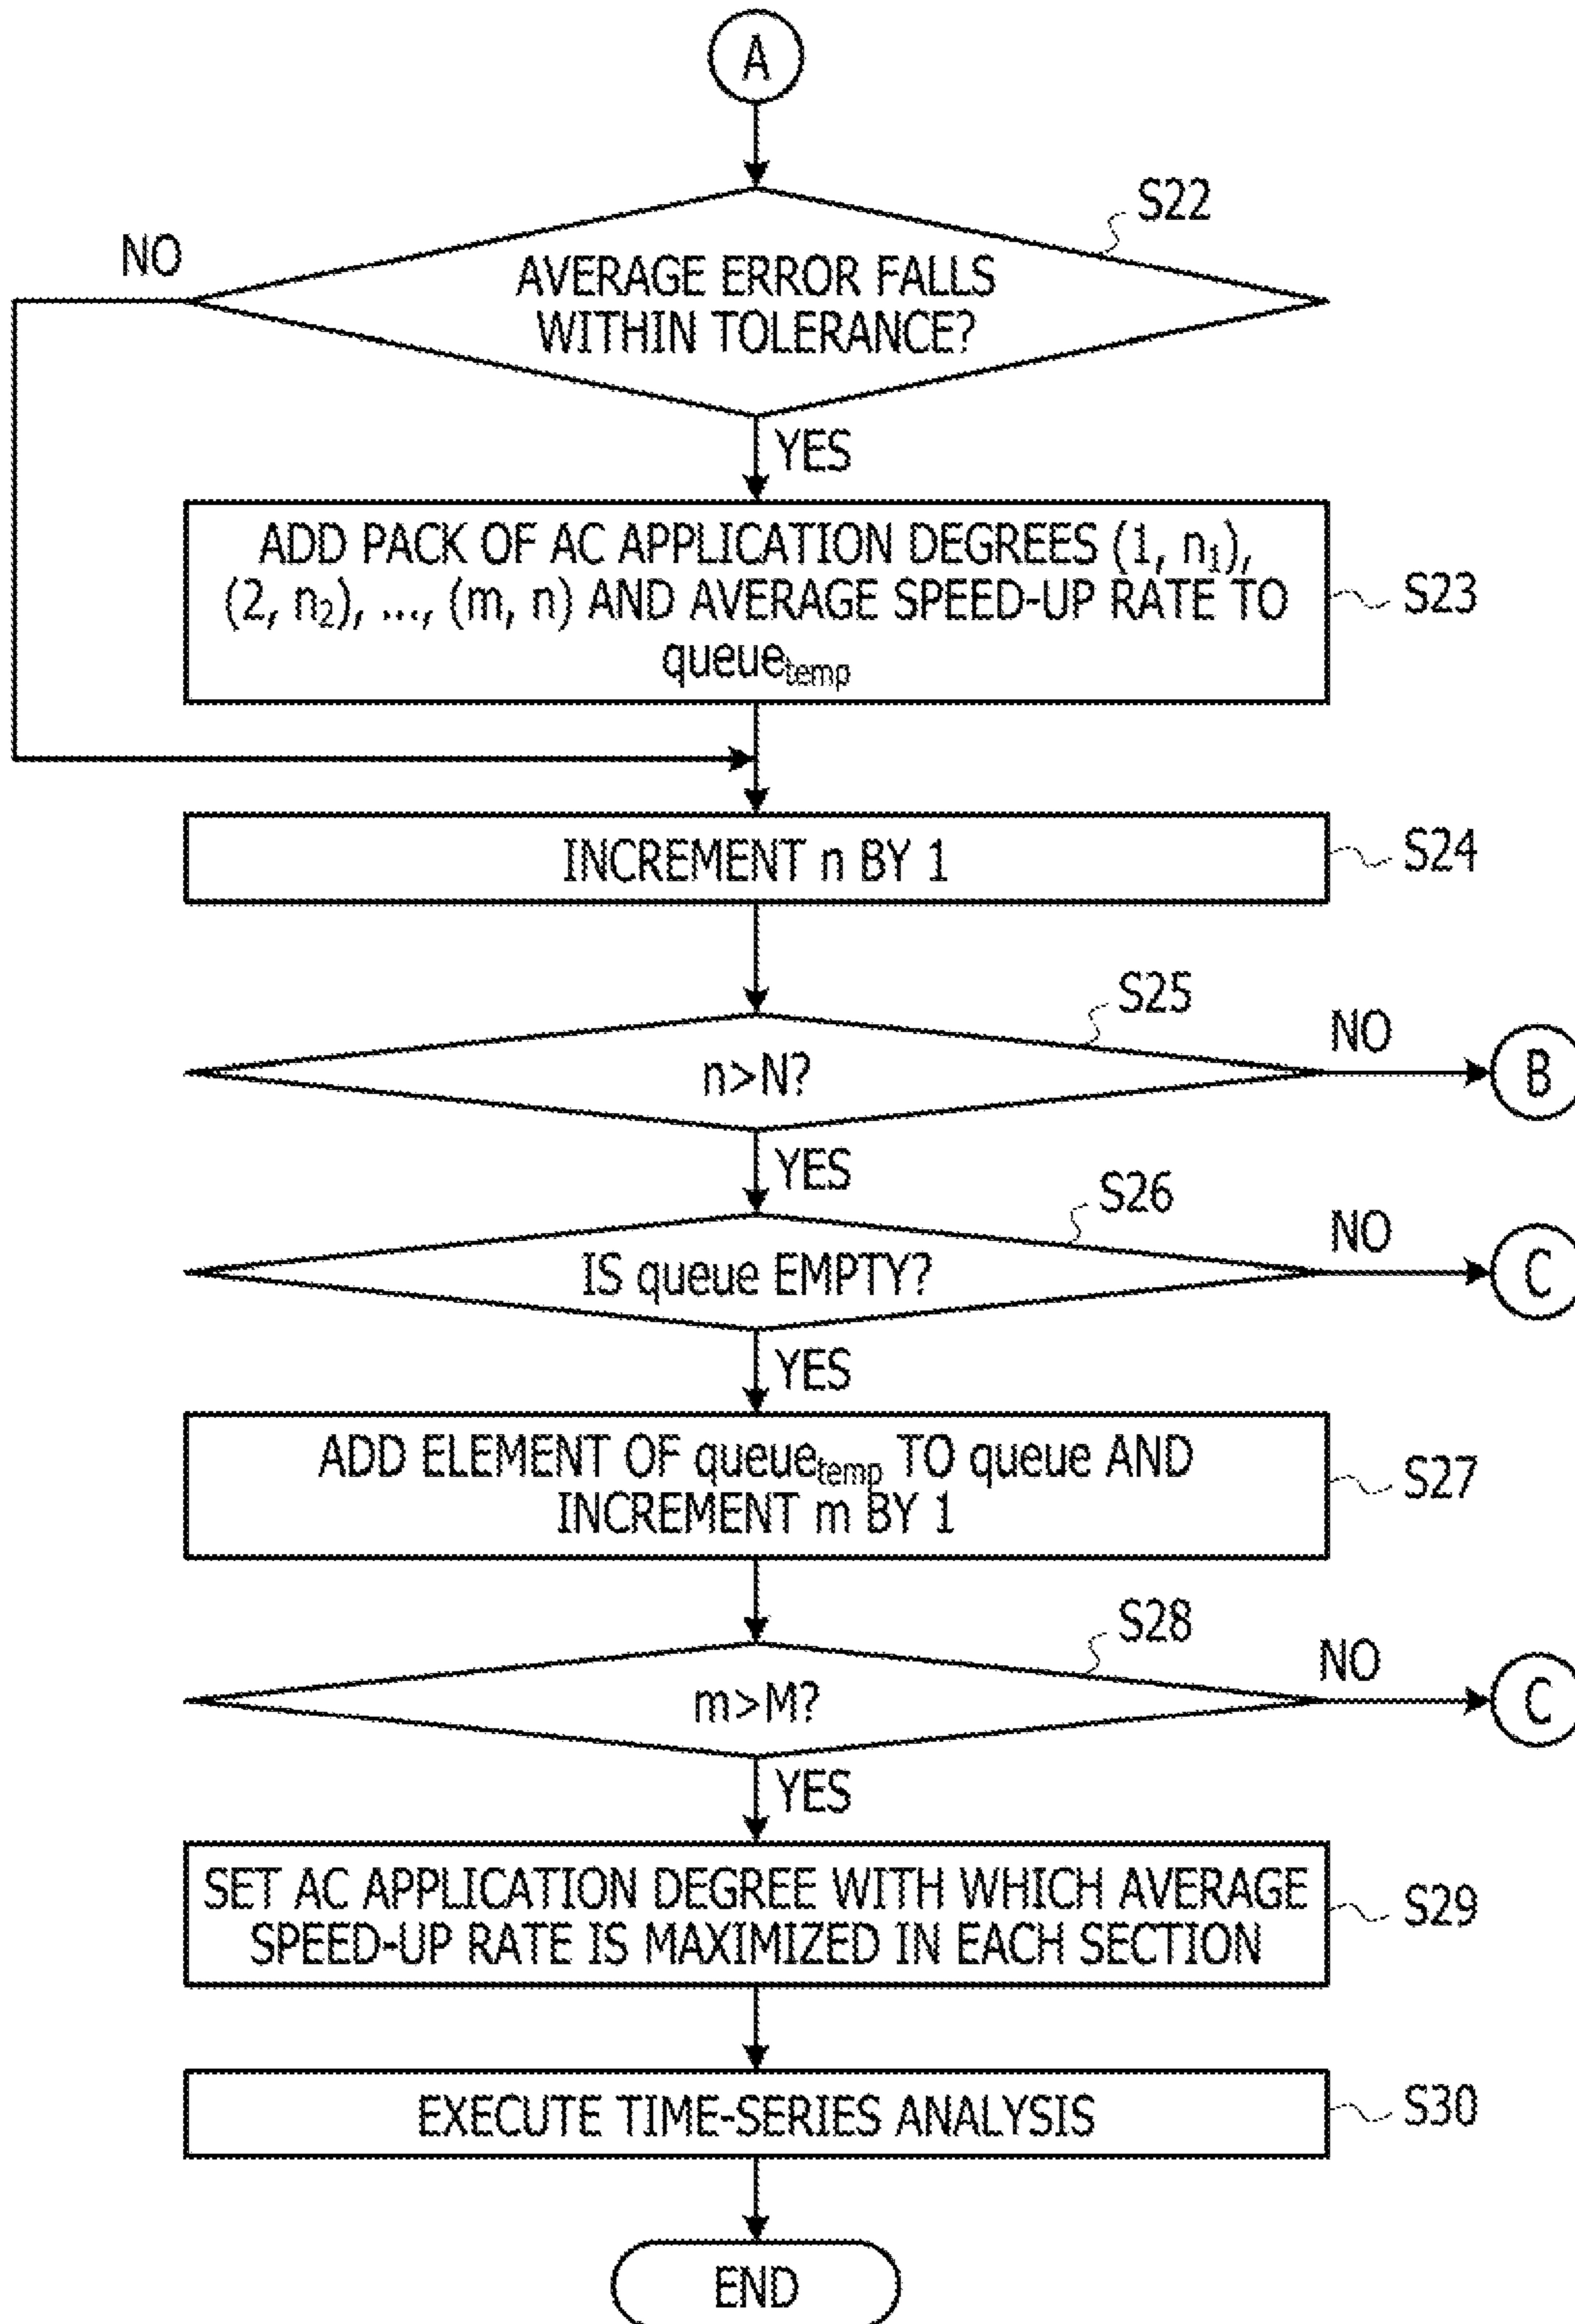 A
S22
NO
AVERAGE ERROR FALLS
WITHIN TOLERANCE?
YES
ADD PACK OF AC APPLICATION DEGREES (1, n₁),
(2, n₂), ..., (m, n) AND AVERAGE SPEED-UP RATE TO
queue_temp
S23
INCREMENT n BY 1
S24
S25
n>N?
NO
B
YES
S26
IS queue EMPTY?
NO
C
YES
ADD ELEMENT OF queue_temp TO queue AND
INCREMENT m BY 1
S27
S28
m>M?
NO
C
YES
SET AC APPLICATION DEGREE WITH WHICH AVERAGE
SPEED-UP RATE IS MAXIMIZED IN EACH SECTION
S29
EXECUTE TIME-SERIES ANALYSIS
S30
END